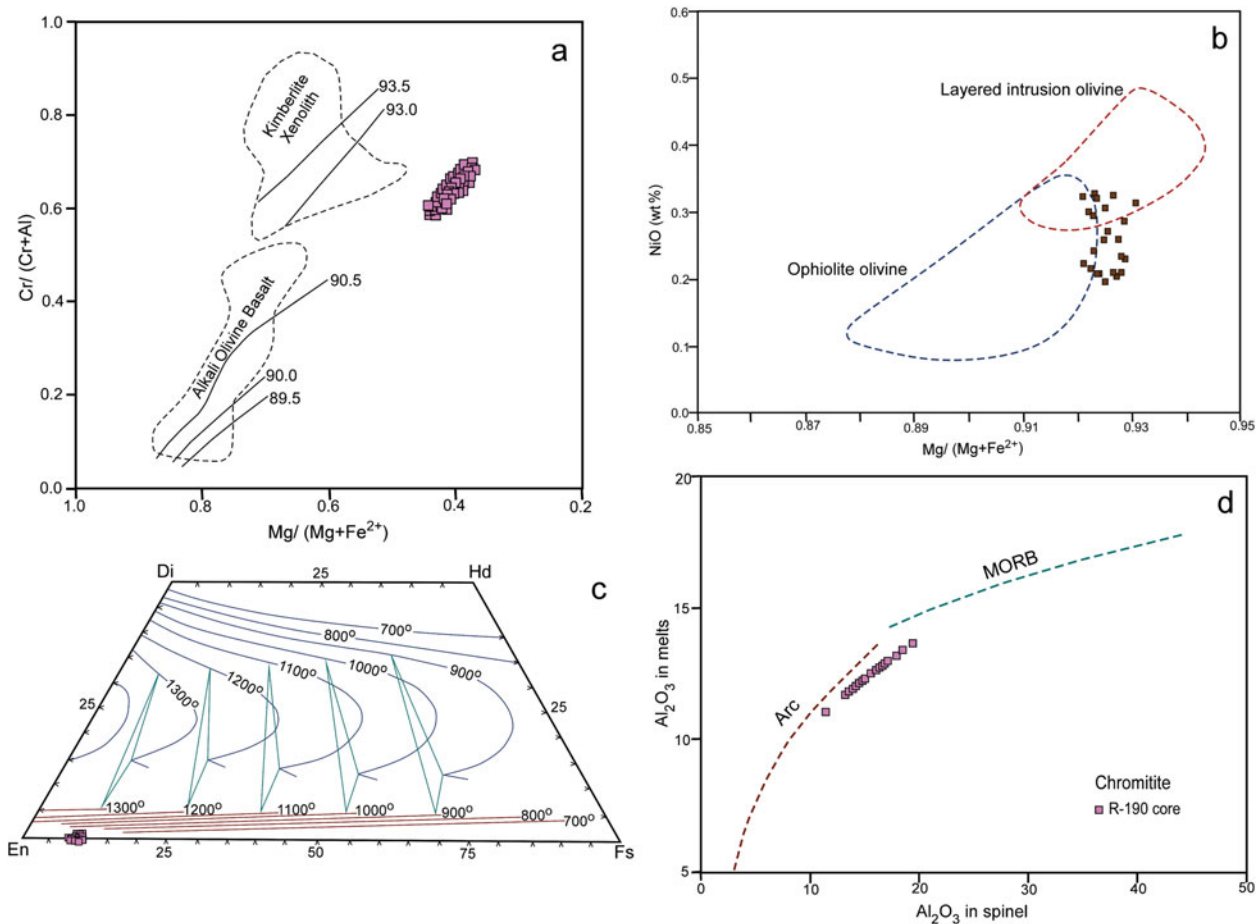 a
1.0
0.8
0.6
0.4
0.2
0.0
Cr/ (Cr+Al)
Kimberlite
Xenolith
93.5
93.0
Alkali Olivine Basalt
90.5
90.0
89.5
1.0
0.8
0.6
0.4
0.2
Mg/ (Mg+Fe²⁺)
b
0.6
0.5
0.4
0.3
0.2
0.1
0.0
NiO (wt%)
Layered intrusion olivine
Ophiolite olivine
0.85
0.87
0.89
0.91
0.93
0.95
Mg/ (Mg+Fe²⁺)
c
Di
25
Hd
700°
800°
900°
1000°
1100°
1200°
1300°
25
25
1300°
1200°
1100°
1000°
900°
800°
700°
En
25
50
75
Fs
d
20
15
10
5
Al₂O₃ in melts
MORB
Arc
Chromitite
R-190 core
0
10
20
30
40
50
Al₂O₃ in spinel